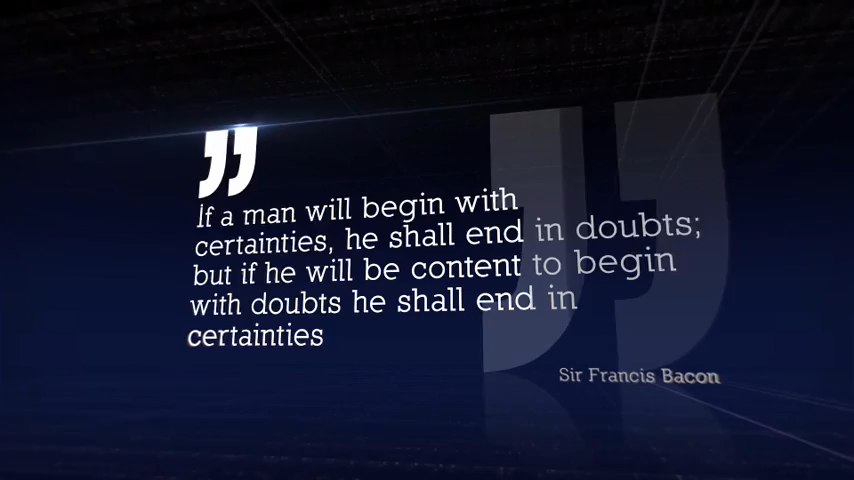 ”
If a man will begin with
certainties, he shall end in doubts;
but if he will be content to begin
with doubts he shall end in
certainties
Sir Francis Bacon